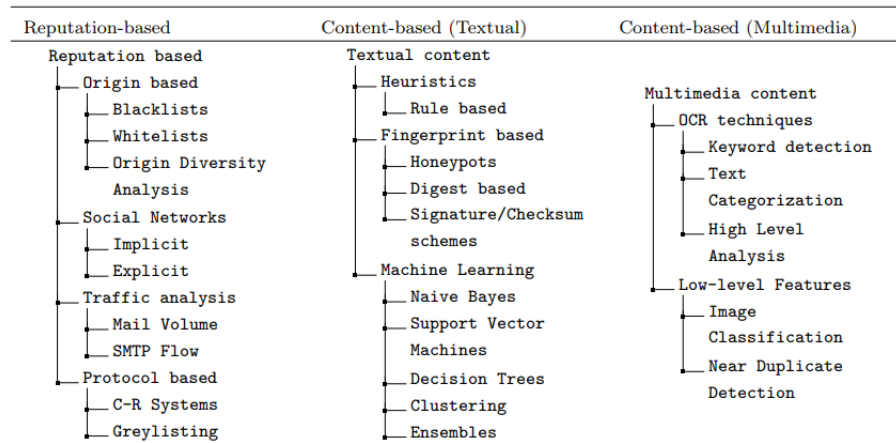 Reputation-based
Reputation based
Origin based
Blacklists
Whitelists
Origin Diversity
Analysis
Social Networks
Implicit
Explicit
Traffic analysis
Mail Volume
SMTP Flow
Protocol based
C-R Systems
Greylisting
Content-based (Textual)
Textual content
Heuristics
Rule based
Fingerprint based
Honeypots
Digest based
Signature/Checksum
schemes
Machine Learning
Naive Bayes
Support Vector
Machines
Decision Trees
Clustering
Ensembles
Content-based (Multimedia)
Multimedia content
OCR techniques
Keyword detection
Text
Categorization
High Level
Analysis
Low-level Features
Image
Classification
Near Duplicate
Detection